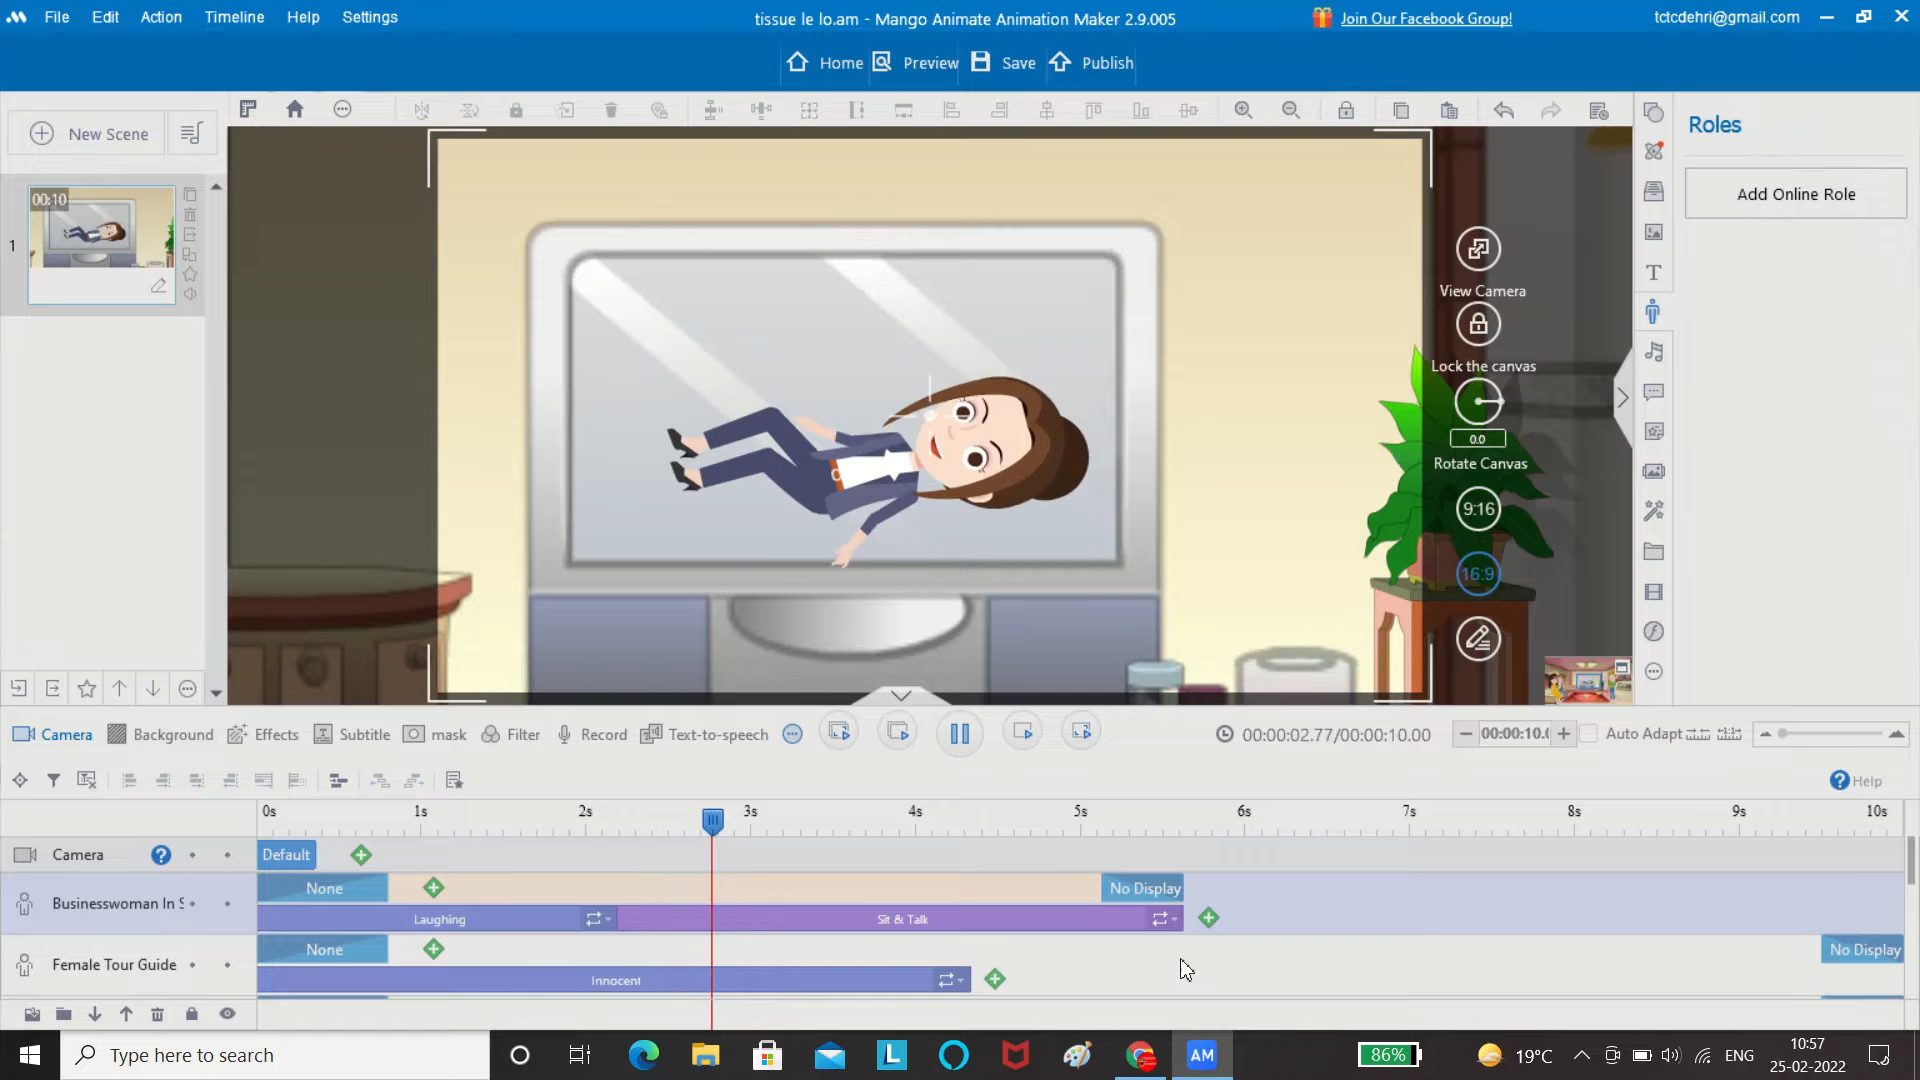 File Edit Action Timeline Help Settings
tissue le lo.am - Mango Animate Animation Maker 2.9.005
Join Our Facebook Group!
tctcdehri@gmail.com
Home Preview Save Publish
New Scene
Roles
Add Online Role
00:10
1
View Camera
Lock the canvas
0.0
Rotate Canvas
9:16
16:9
T
Camera Background Effects Subtitle mask Filter Record Text-to-speech
00:00:02.77/00:00:10.00
00:00:10.
Auto Adapt
Help
0s 1s 2s 3s 4s 5s 6s 7s 8s 9s 10s
Camera ? Default
None No Display
Businesswoman In S
Laughing Sit & Talk
None No Display
Female Tour Guide
Innocent
Type here to search
L
AM
86%
19°C
ENG
10:57
25-02-2022